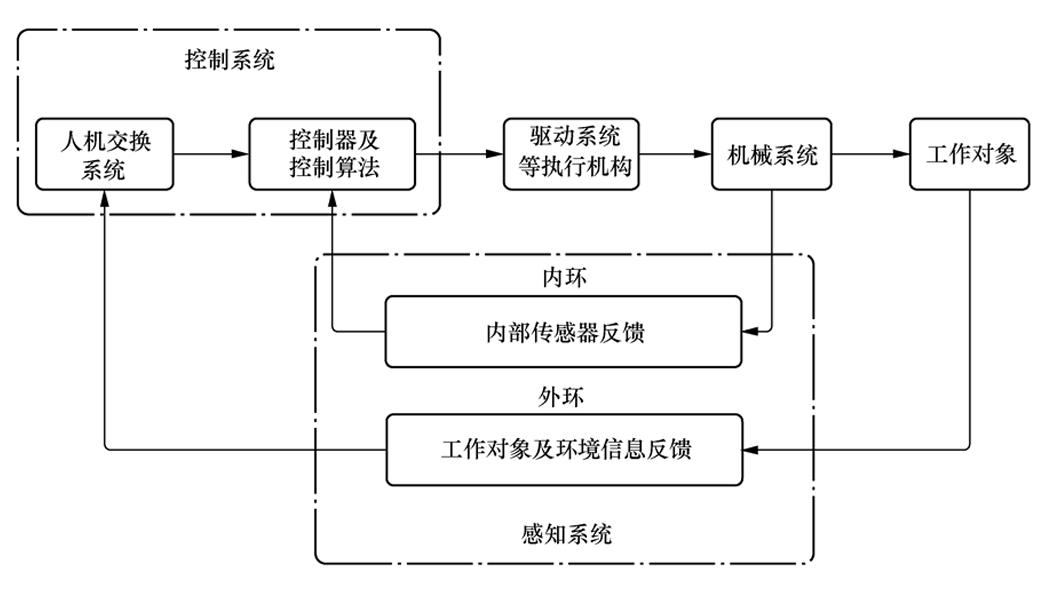 控制系统
人机交换
系统
控制器及
控制算法
驱动系统
等执行机构
机械系统
工作对象
内环
内部传感器反馈
外环
工作对象及环境信息反馈
感知系统